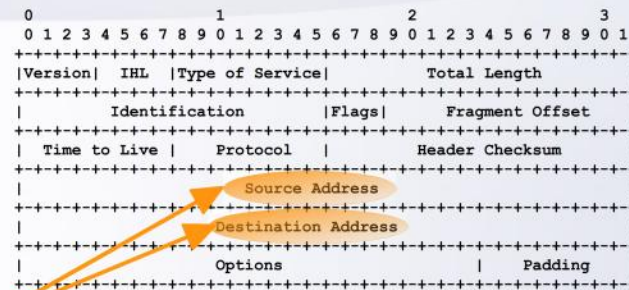 0                   1                   2                   3
0 1 2 3 4 5 6 7 8 9 0 1 2 3 4 5 6 7 8 9 0 1 2 3 4 5 6 7 8 9 0 1
+-+-+-+-+-+-+-+-+-+-+-+-+-+-+-+-+-+-+-+-+-+-+-+-+-+-+-+-+-+-+-+-
|Version|  IHL  |Type of Service|          Total Length
+-+-+-+-+-+-+-+-+-+-+-+-+-+-+-+-+-+-+-+-+-+-+-+-+-+-+-+-+-+-+-+-
|         Identification        |Flags|      Fragment Offset
+-+-+-+-+-+-+-+-+-+-+-+-+-+-+-+-+-+-+-+-+-+-+-+-+-+-+-+-+-+-+-+-
|  Time to Live |    Protocol   |         Header Checksum
+-+-+-+-+-+-+-+-+-+-+-+-+-+-+-+-+-+-+-+-+-+-+-+-+-+-+-+-+-+-+-+-
|                       Source Address
+-+-+-+-+-+-+-+-+-+-+-+-+-+-+-+-+-+-+-+-+-+-+-+-+-+-+-+-+-+-+-+-
|                    Destination Address
+-+-+-+-+-+-+-+-+-+-+-+-+-+-+-+-+-+-+-+-+-+-+-+-+-+-+-+-+-+-+-+-
|                    Options                    |    Padding
+-+-+-+-+-+-+-+-+-+-+-+-+-+-+-+-+-+-+-+-+-+-+-+-+-+-+-+-+-+-+-+-